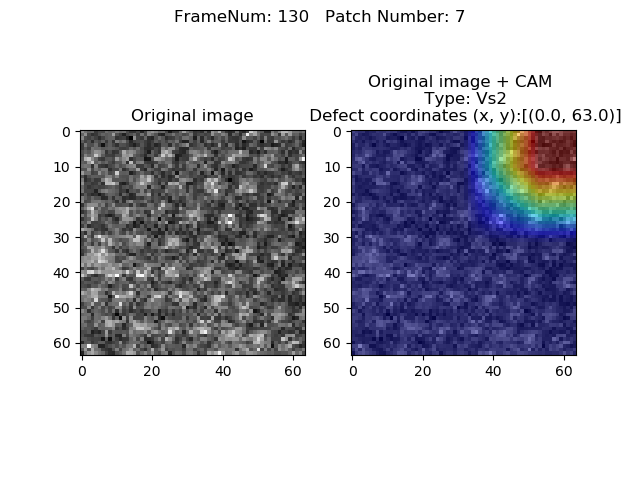 FrameNum: 130   Patch Number: 7
Original image
Original image + CAM
Type: Vs2
Defect coordinates (x, y):[(0.0, 63.0)]
0
10
20
30
40
50
60
0 20 40 60
0
10
20
30
40
50
60
0 20 40 60